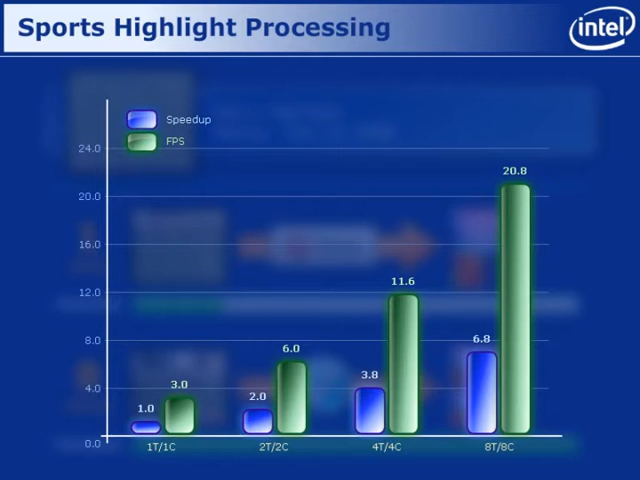 Sports Highlight Processing
intel
Speedup
FPS
24.0
20.0
16.0
12.0
8.0
4.0
0.0
1.0
3.0
2.0
6.0
3.8
11.6
6.8
20.8
1T/1C
2T/2C
4T/4C
8T/8C